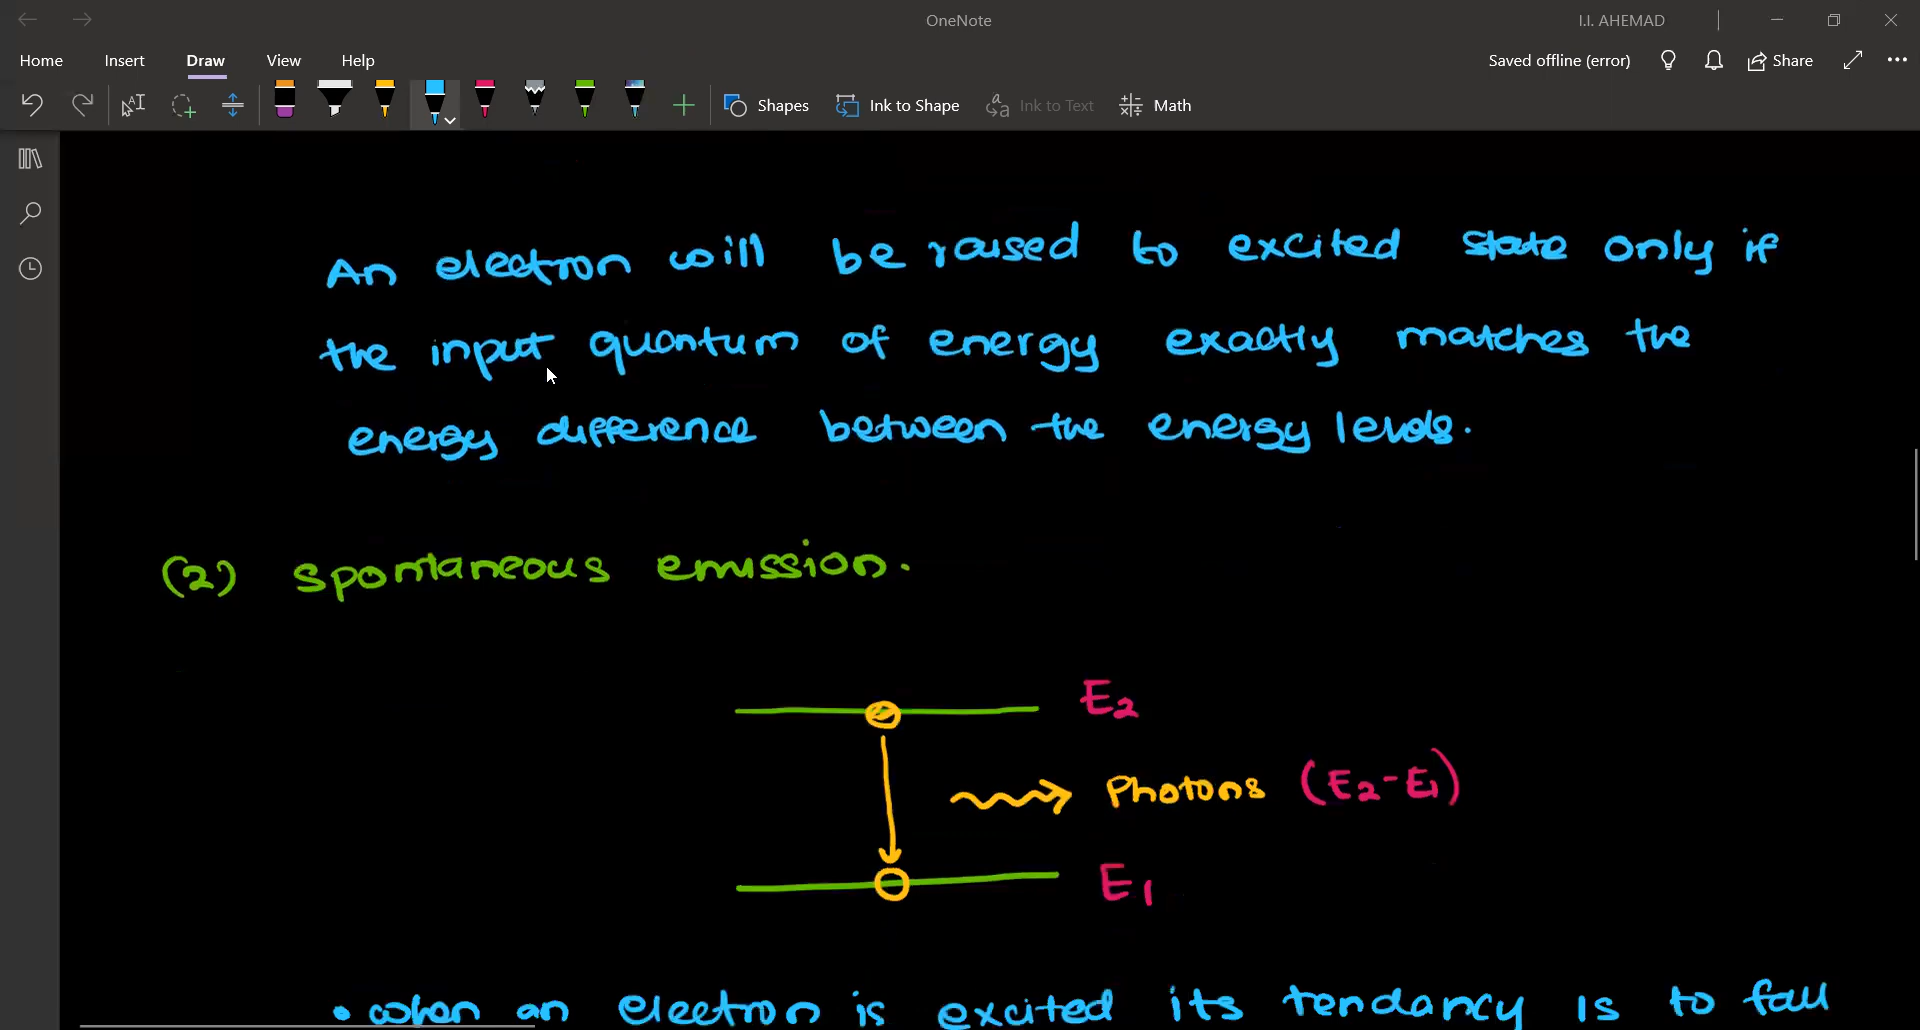 OneNote
I.I. AHEMAD
Home Insert Draw View Help
Saved offline (error) Share
Shapes Ink to Shape Ink to Text Math
An electron will be raised to excited state only if
the input quantum of energy exactly matches the
energy difference between the energy levels.
(2) spontaneous emission.
E2
Photons (E2-E1)
E1
• when an electron is excited its tendancy is to fall